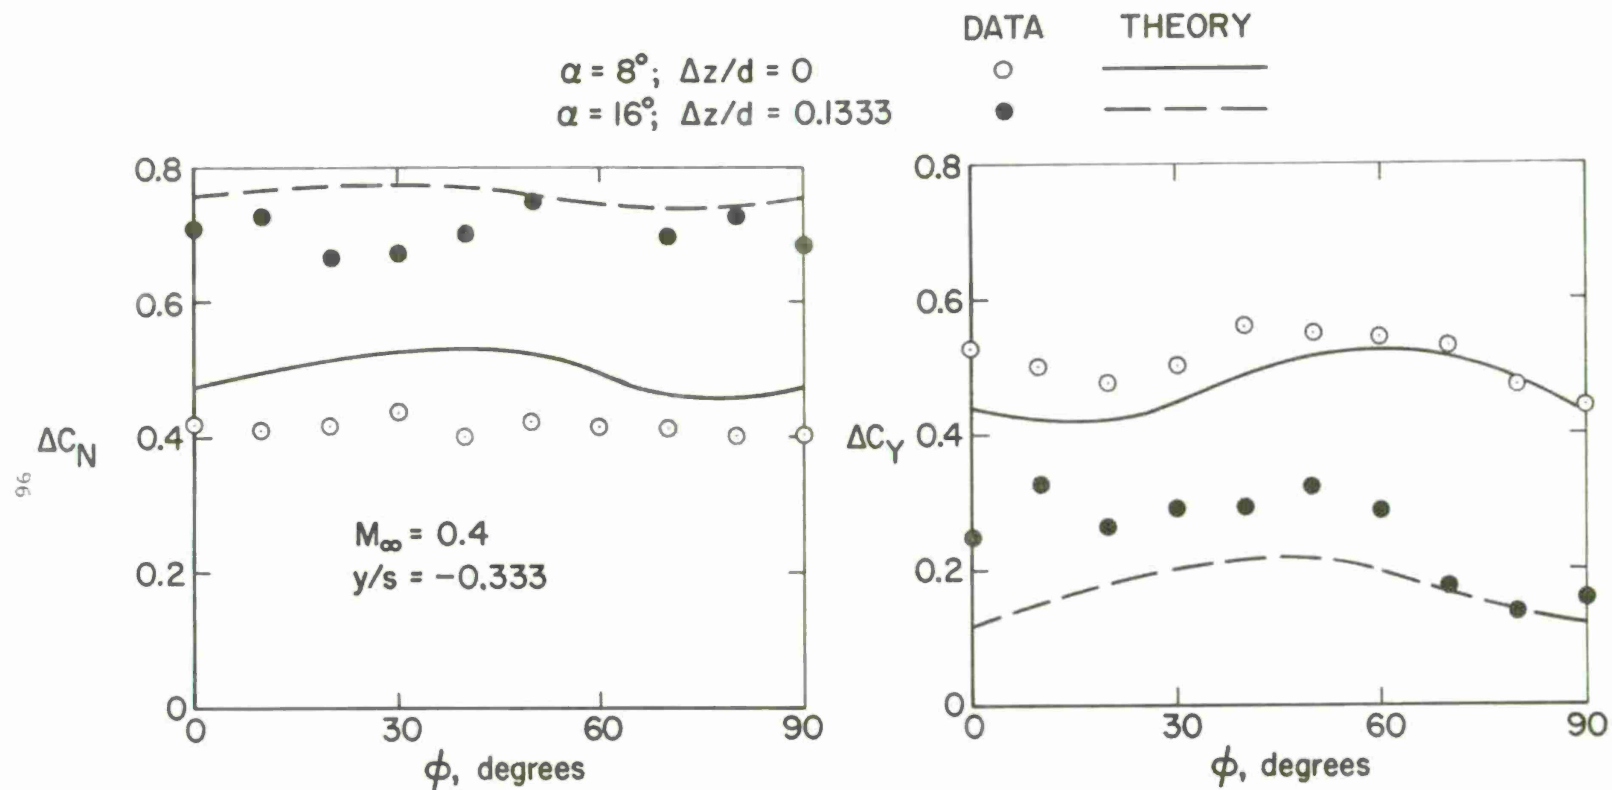 DATA THEORY
α = 8°; Δz/d = 0
α = 16°; Δz/d = 0.1333
0.8
0.6
0.4
0.2
0
ΔC_N
M∞ = 0.4
y/s = -0.333
0 30 60 90
ϕ, degrees
0.8
0.6
0.4
0.2
0
ΔC_Y
0 30 60 90
ϕ, degrees
96